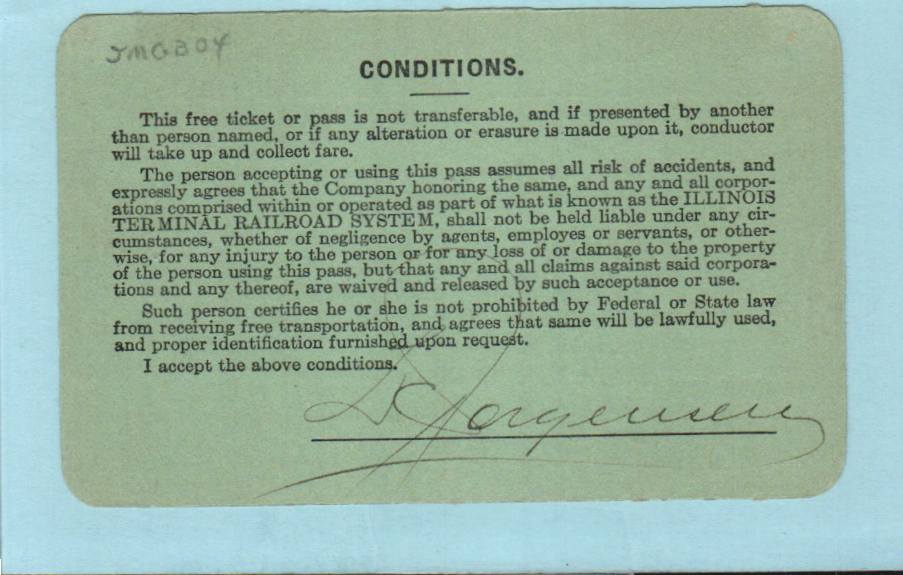 JMGB04
CONDITIONS.
This free ticket or pass is not transferable, and if presented by another
than person named, or if any alteration or erasure is made upon it, conductor
will take up and collect fare.
The person accepting or using this pass assumes all risk of accidents, and
expressly agrees that the Company honoring the same, and any and all corpor-
ations comprised within or operated as part of what is known as the ILLINOIS
TERMINAL RAILROAD SYSTEM, shall not be held liable under any cir-
cumstances, whether of negligence by agents, employes or servants, or other-
wise, for any injury to the person or for any loss of or damage to the property
of the person using this pass, but that any and all claims against said corpora-
tions and any thereof, are waived and released by such acceptance or use.
Such person certifies he or she is not prohibited by Federal or State law
from receiving free transportation, and agrees that same will be lawfully used,
and proper identification furnished upon request.
I accept the above conditions.
Jorgensen